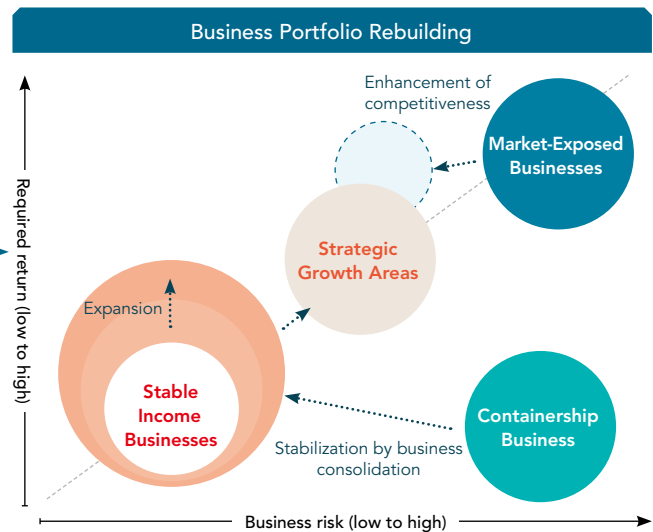 Business Portfolio Rebuilding
Enhancement of
competitiveness
Market-Exposed
Businesses
Strategic
Growth Areas
Required return (low to high)
Expansion
Stable
Income
Businesses
Containership
Business
Stabilization by business
consolidation
Business risk (low to high)